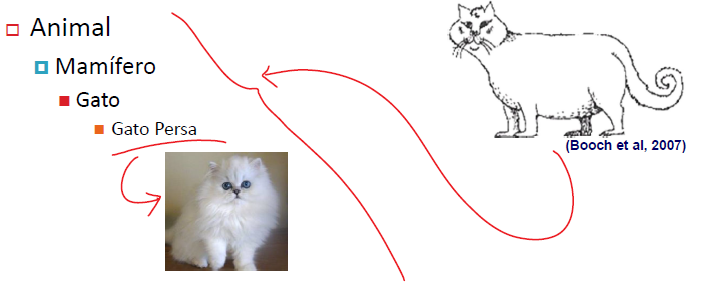 Animal
Mamífero
Gato
Gato Persa
(Booch et al, 2007)